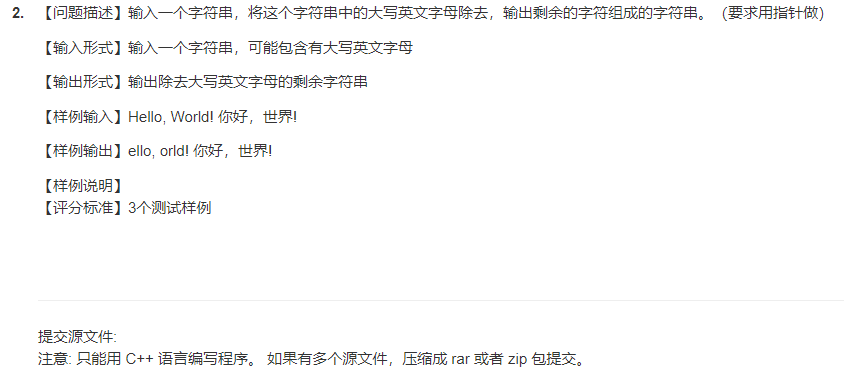 2. 【问题描述】输入一个字符串，将这个字符串中的大写英文字母除去，输出剩余的字符组成的字符串。（要求用指针做）
【输入形式】输入一个字符串，可能包含有大写英文字母
【输出形式】输出除去大写英文字母的剩余字符串
【样例输入】Hello, World! 你好，世界!
【样例输出】ello, orld! 你好，世界!
【样例说明】
【评分标准】3个测试样例
提交源文件:
注意: 只能用 C++ 语言编写程序。 如果有多个源文件，压缩成 rar 或者 zip 包提交。